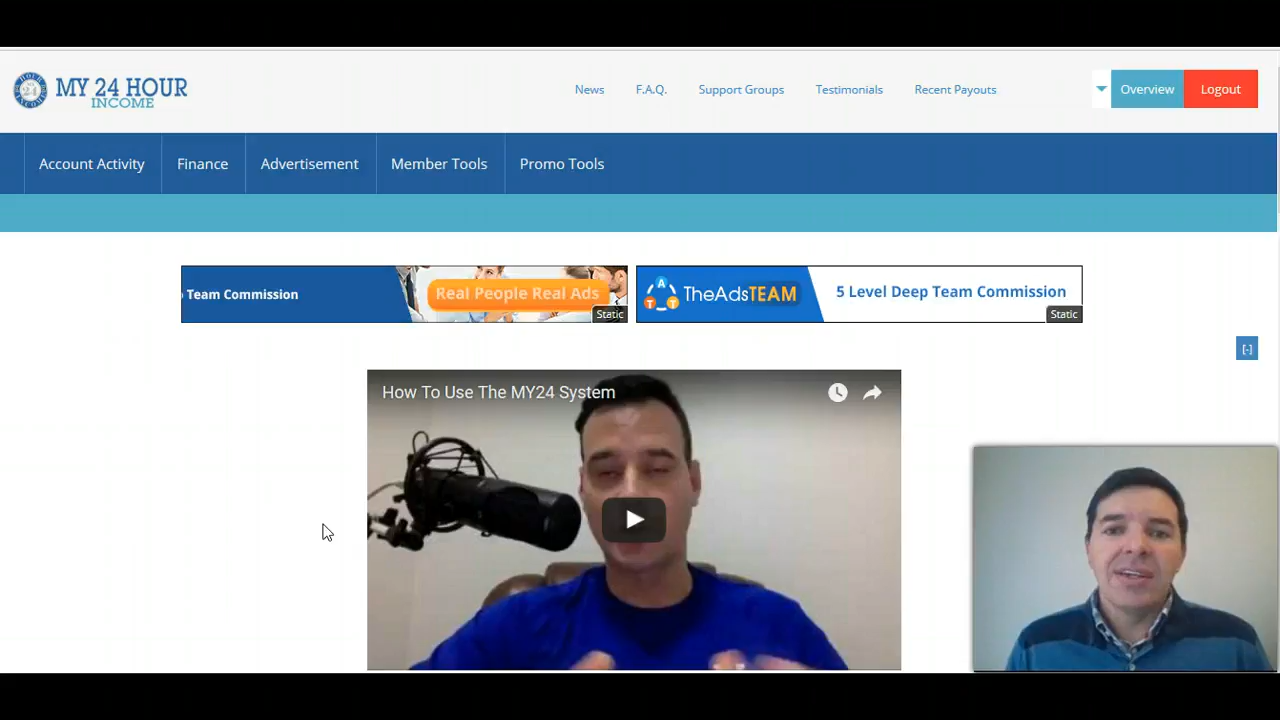 MY 24 HOUR
INCOME
News
F.A.Q.
Support Groups
Testimonials
Recent Payouts
Overview
Logout
Account Activity
Finance
Advertisement
Member Tools
Promo Tools
Team Commission
Real People Real Ads
Static
TheAdsTEAM
5 Level Deep Team Commission
Static
[-]
How To Use The MY24 System